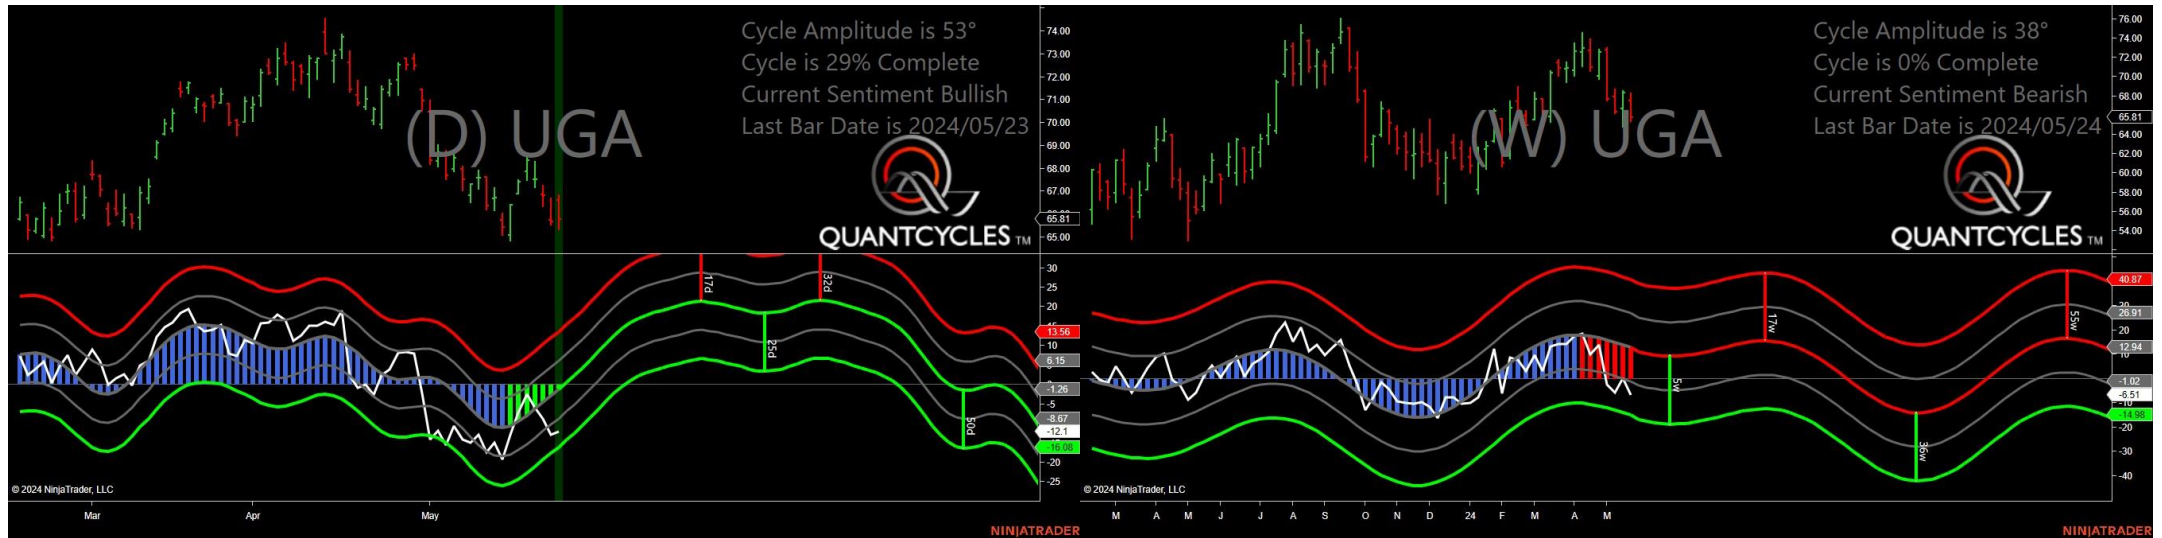 Cycle Amplitude is 53°
Cycle is 29% Complete
Current Sentiment Bullish
Last Bar Date is 2024/05/23
(D) UGA
QUANTCYCLES TM
74.00
73.00
72.00
71.00
70.00
69.00
68.00
67.00
65.81
65.00
30
25
20
13.56
10
6.15
-1.26
-5
-8.67
-12.1
-16.08
-20
-25
17d
32d
25d
50d
© 2024 NinjaTrader, LLC
Mar Apr May
NINJATRADER
Cycle Amplitude is 38°
Cycle is 0% Complete
Current Sentiment Bearish
Last Bar Date is 2024/05/24
(W) UGA
QUANTCYCLES TM
76.00
74.00
72.00
70.00
68.00
65.81
64.00
62.00
60.00
58.00
56.00
54.00
40.87
26.91
20
12.94
-1.02
-6.51
-14.98
-20
-30
-40
17w
55w
5w
36w
© 2024 NinjaTrader, LLC
M A M J J A S O N D 24 F M A M
NINJATRADER